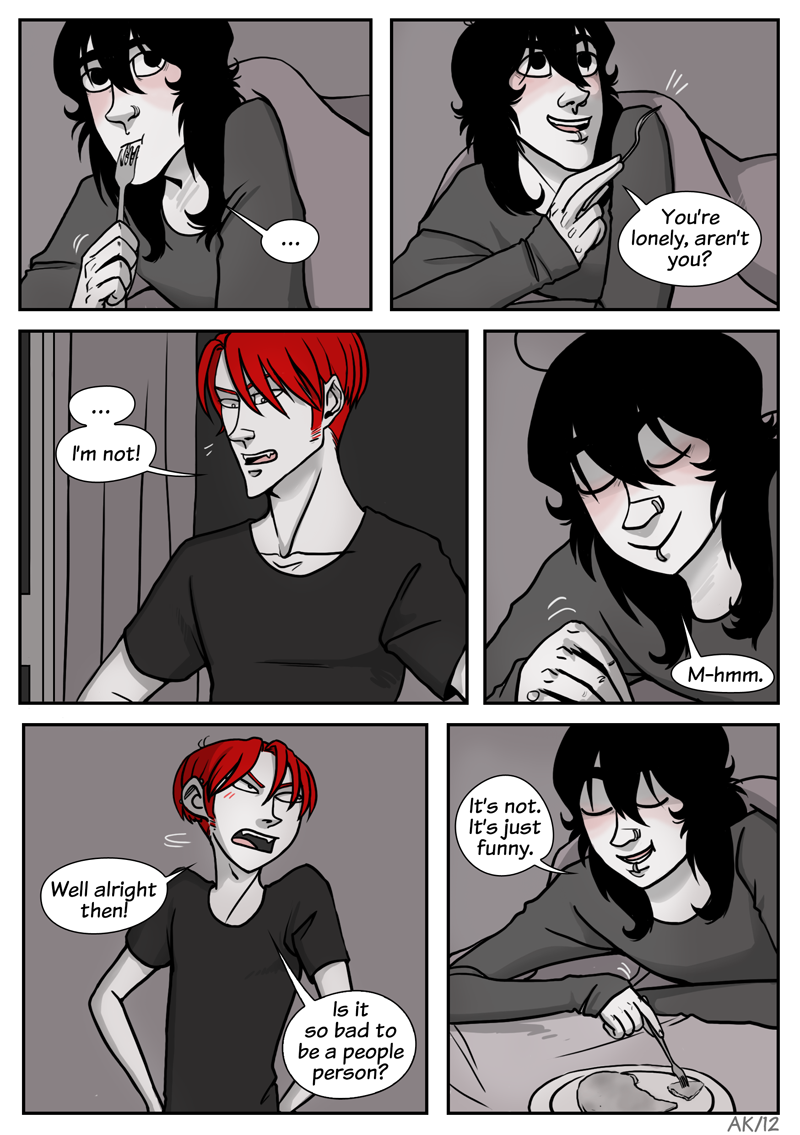 ...
You're
lonely, aren't
you?
...
I'm not!
M-hmm.
Well alright
then!
Is it
so bad to
be a people
person?
It's not.
It's just
funny.
AK/12